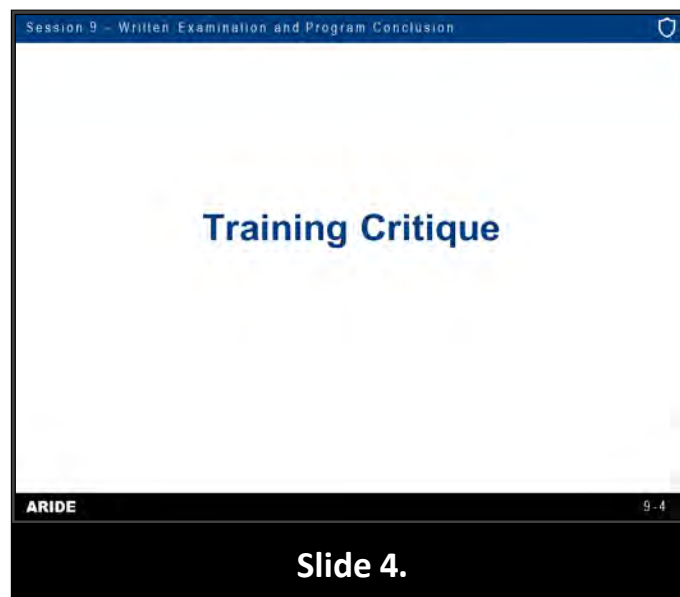 Session 9 – Written Examination and Program Conclusion
Training Critique
ARIDE
9-4
Slide 4.